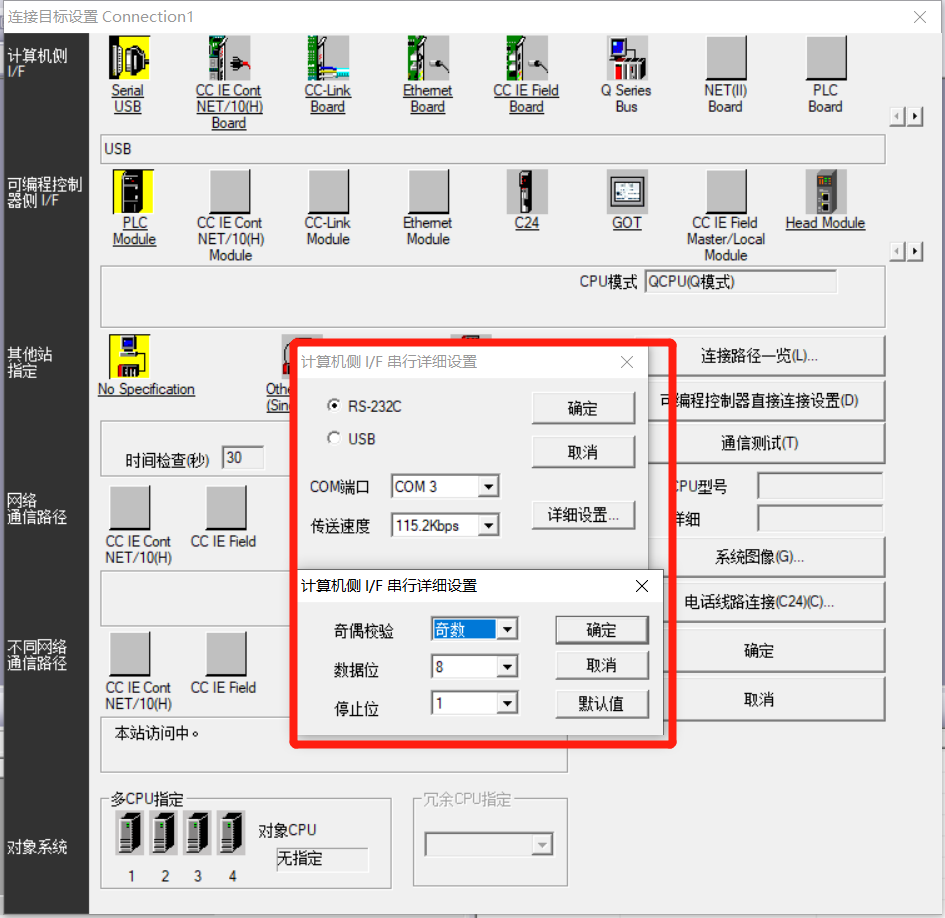 连接目标设置 Connection1
计算机侧
I/F
Serial
USB
CC IE Cont
NET/10(H)
Board
CC-Link
Board
Ethernet
Board
CC IE Field
Board
Q Series
Bus
NET(II)
Board
PLC
Board
USB
可编程控制
器侧 I/F
PLC
Module
CC IE Cont
NET/10(H)
Module
CC-Link
Module
Ethernet
Module
C24
GOT
CC IE Field
Master/Local
Module
Head Module
CPU模式 QCPU(Q模式)
其他站
指定
No Specification
连接路径一览(L)...
可编程控制器直接连接设置(D)
通信测试(T)
CPU型号
详细
系统图像(G)...
电话线路连接(C24)(C)...
确定
取消
时间检查(秒) 30
计算机侧 I/F 串行详细设置
RS-232C
USB
COM端口 COM 3
传送速度 115.2Kbps
确定
取消
详细设置...
计算机侧 I/F 串行详细设置
奇偶校验 奇数
数据位 8
停止位 1
确定
取消
默认值
网络
通信路径
CC IE Cont
NET/10(H)
CC IE Field
不同网络
通信路径
CC IE Cont
NET/10(H)
CC IE Field
本站访问中。
对象系统
多CPU指定
1 2 3 4
对象CPU
无指定
冗余CPU指定